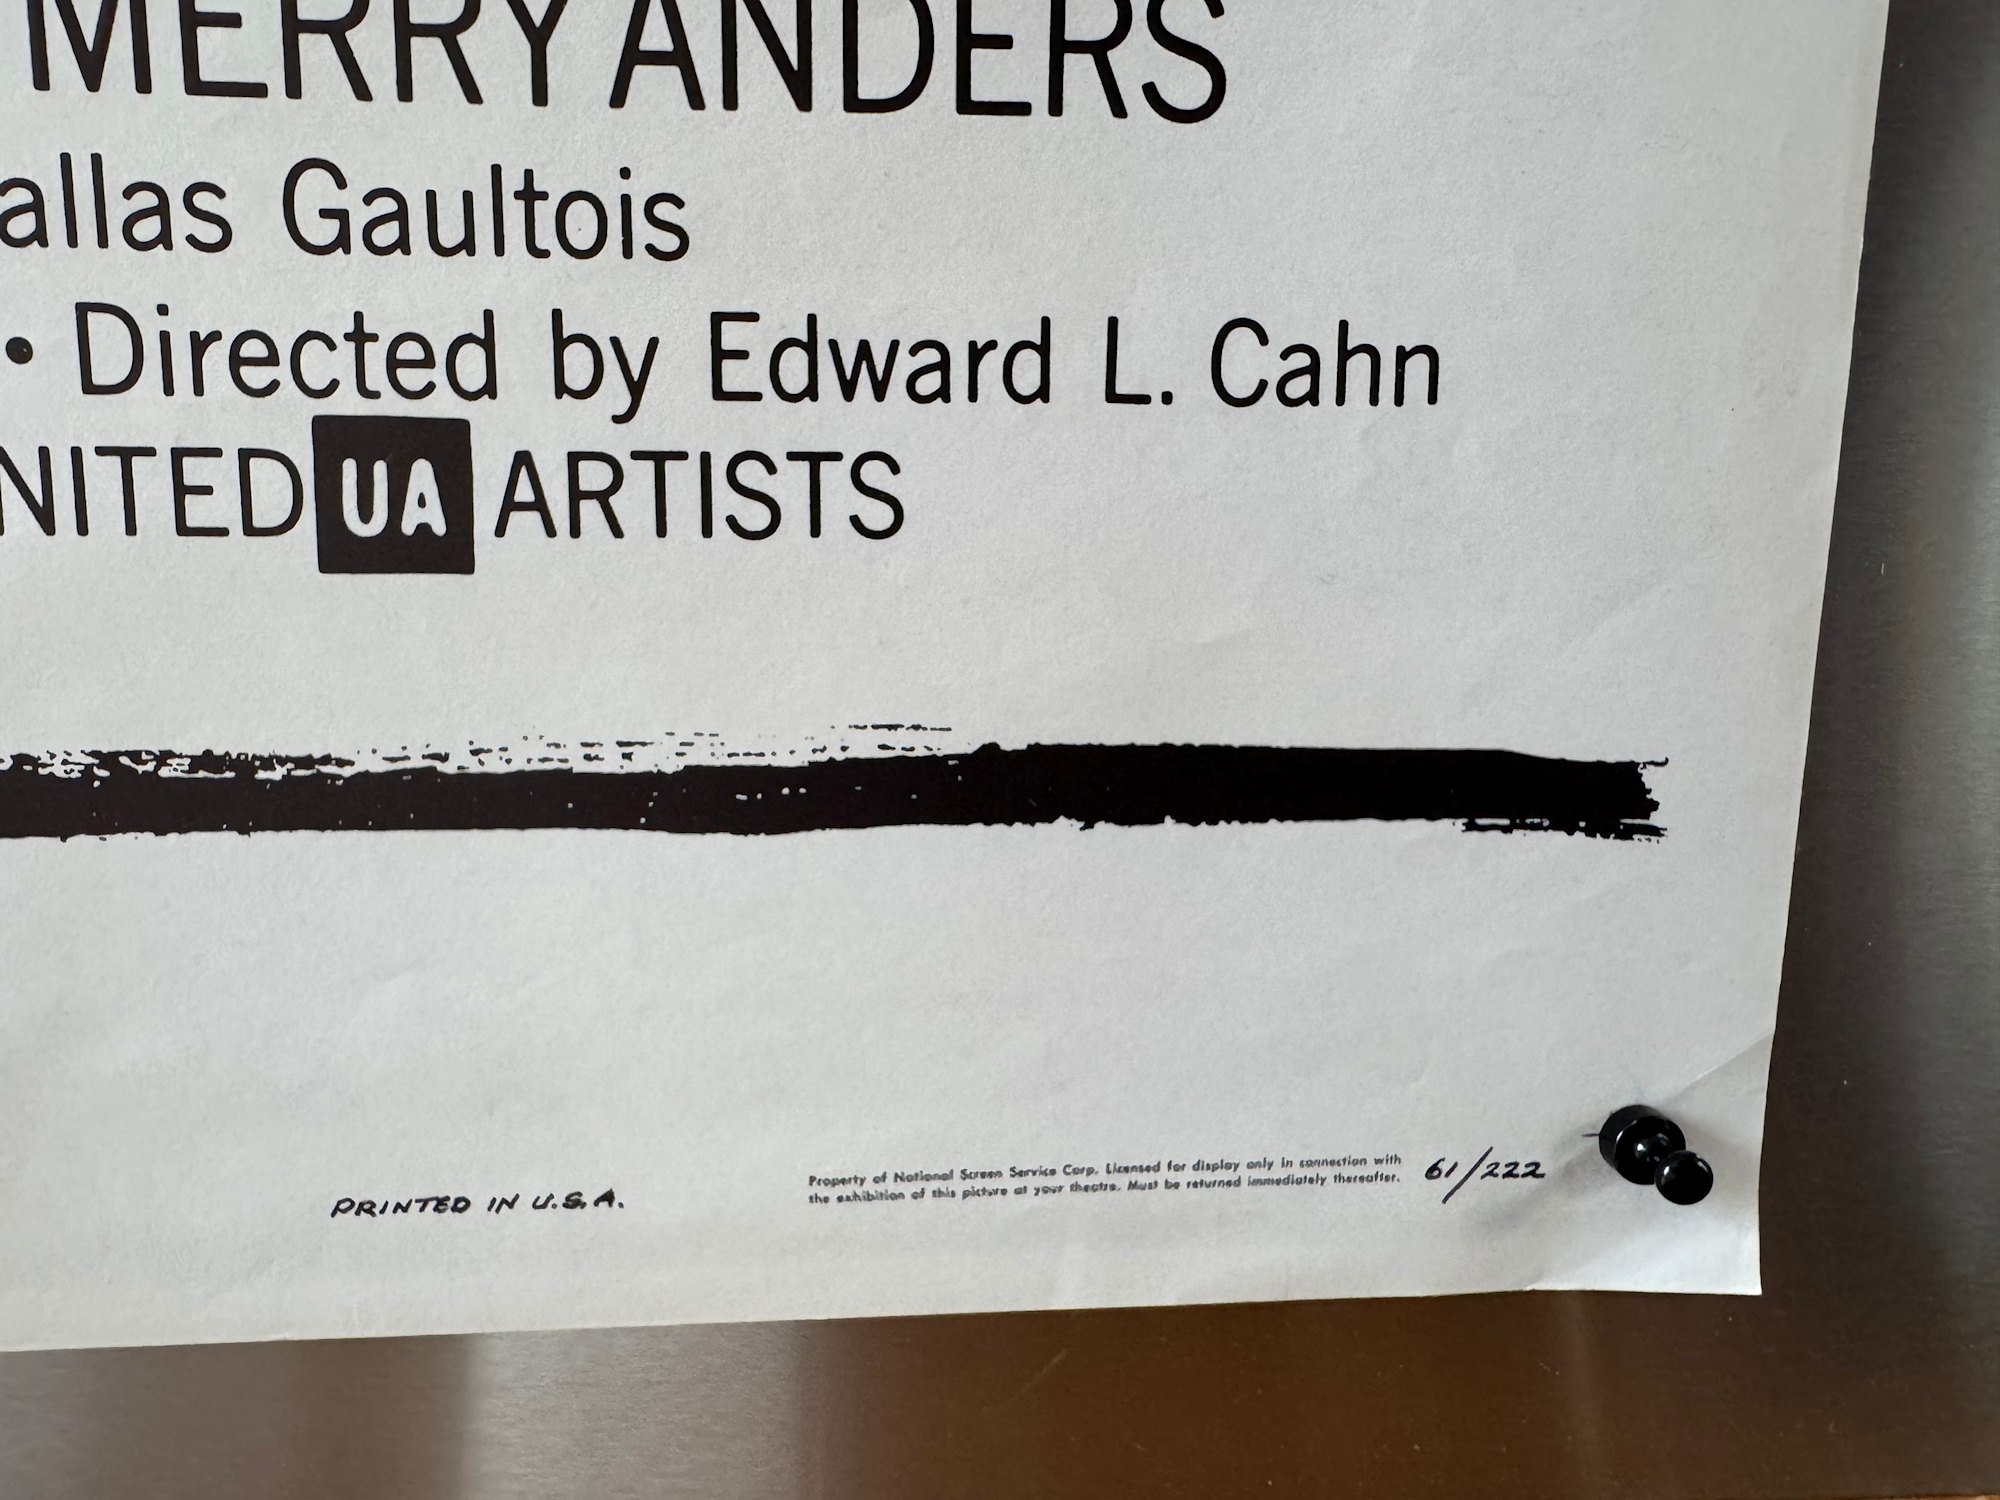 MERRY ANDERS
allas Gaultois
• Directed by Edward L. Cahn
NITED UA ARTISTS
Property of National Screen Service Corp. Licensed for display only in connection with
the exhibition of this picture at your theatre. Must be returned immediately thereafter.
61/222
PRINTED IN U.S.A.